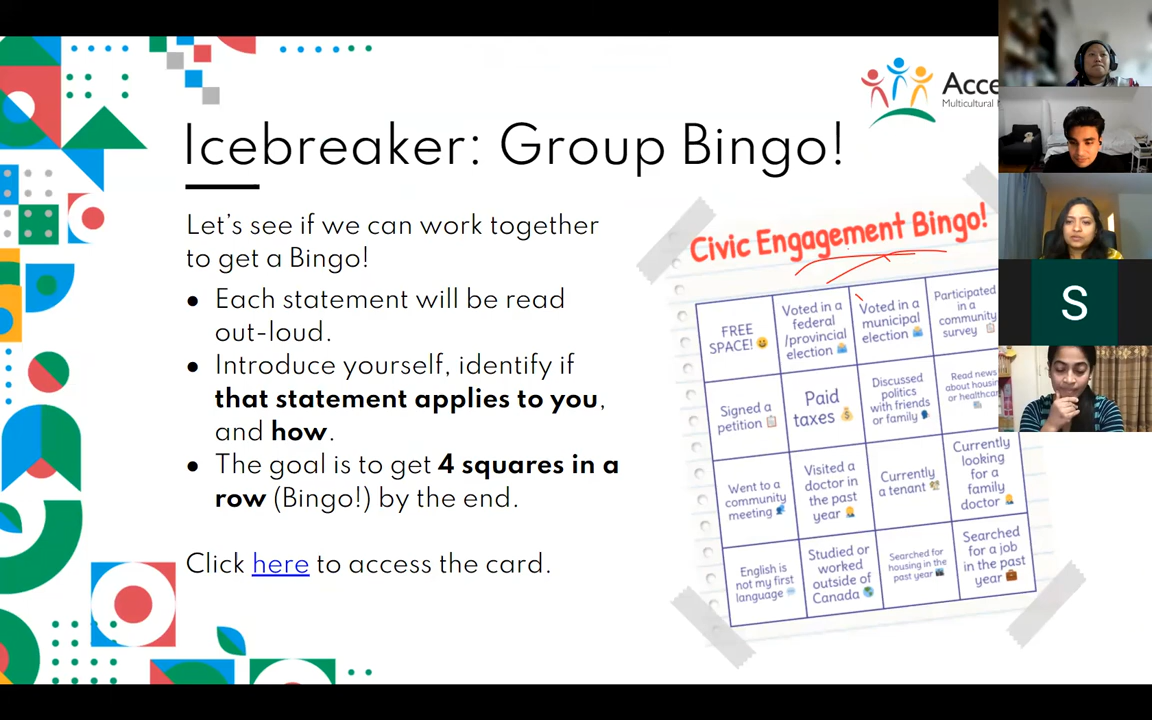 Acce
Multicultural
Icebreaker: Group Bingo!
Let's see if we can work together
to get a Bingo!
• Each statement will be read
out-loud.
• Introduce yourself, identify if
that statement applies to you,
and how.
• The goal is to get 4 squares in a
row (Bingo!) by the end.
Click here to access the card.
Civic Engagement Bingo!
FREE
SPACE!
Voted in a
federal
/provincial
election
Voted in a
municipal
election
Participated
in a
community
survey
Signed a
petition
Paid
taxes
Discussed
politics
with friends
or family
Read news
about housin
or healthcar
Went to a
community
meeting
Visited a
doctor in
the past
year
Currently
a tenant
Currently
looking
for a
family
doctor
English is
not my first
language
Studied or
worked
outside of
Canada
Searched for
housing in the
past year
Searched
for a job
in the past
year
S